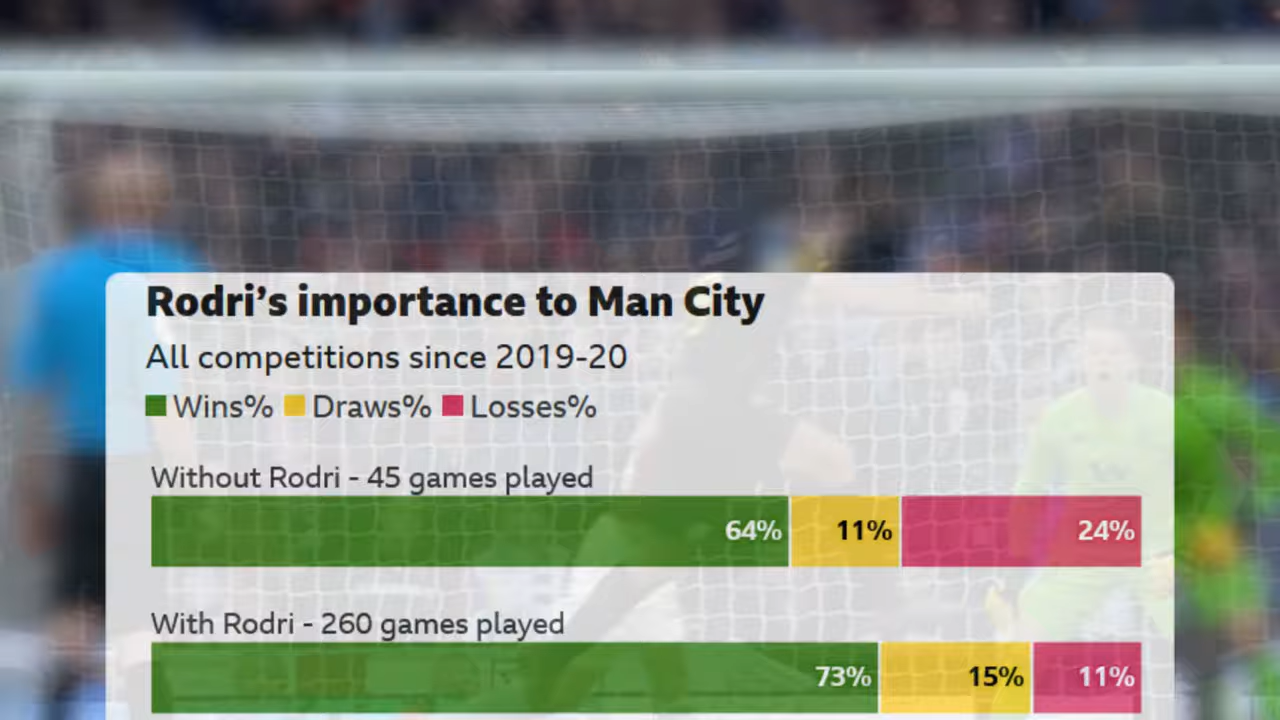 Rodri’s importance to Man City
All competitions since 2019-20
Wins% Draws% Losses%
Without Rodri - 45 games played
64% 11% 24%
With Rodri - 260 games played
73% 15% 11%